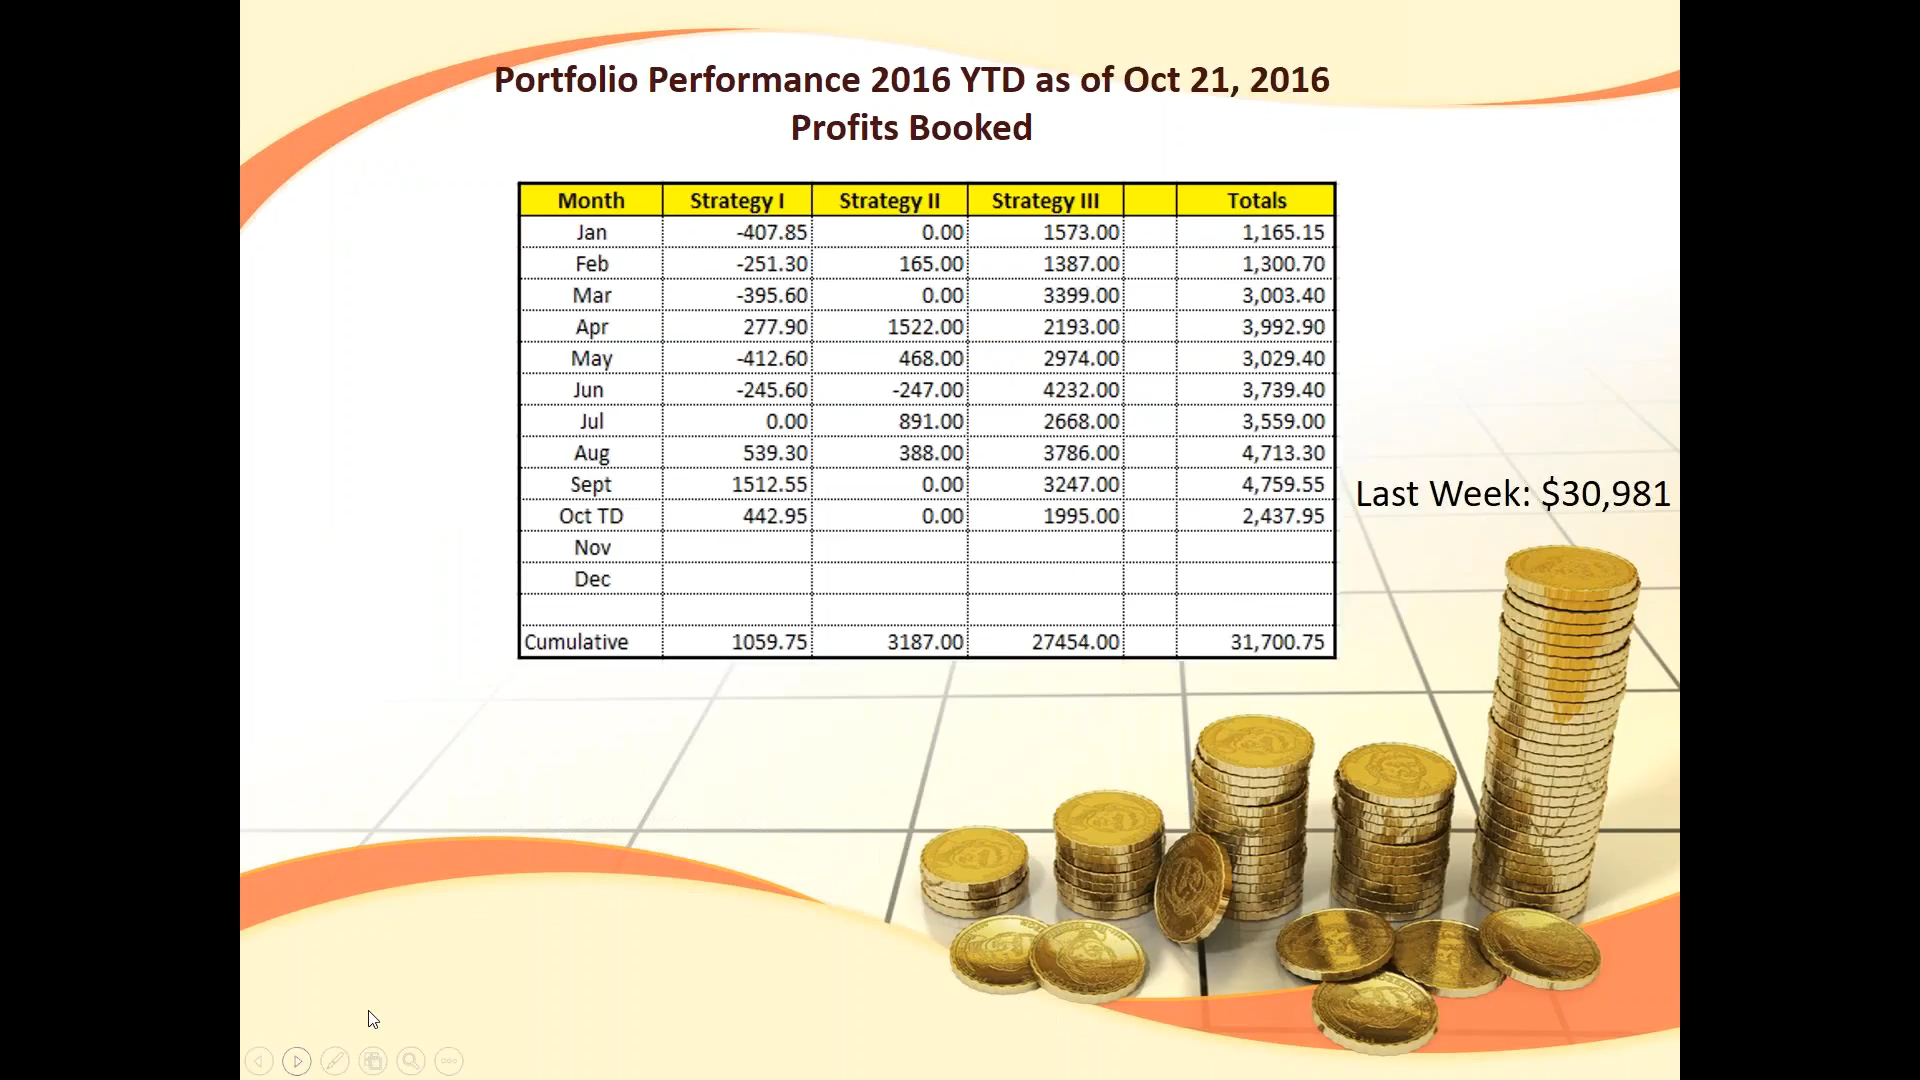 Portfolio Performance 2016 YTD as of Oct 21, 2016
Profits Booked
Month Strategy I Strategy II Strategy III Totals
Jan -407.85 0.00 1573.00 1,165.15
Feb -251.30 165.00 1387.00 1,300.70
Mar -395.60 0.00 3399.00 3,003.40
Apr 277.90 1522.00 2193.00 3,992.90
May -412.60 468.00 2974.00 3,029.40
Jun -245.60 -247.00 4232.00 3,739.40
Jul 0.00 891.00 2668.00 3,559.00
Aug 539.30 388.00 3786.00 4,713.30
Sept 1512.55 0.00 3247.00 4,759.55
Last Week: $30,981
Oct TD 442.95 0.00 1995.00 2,437.95
Nov
Dec
Cumulative 1059.75 3187.00 27454.00 31,700.75